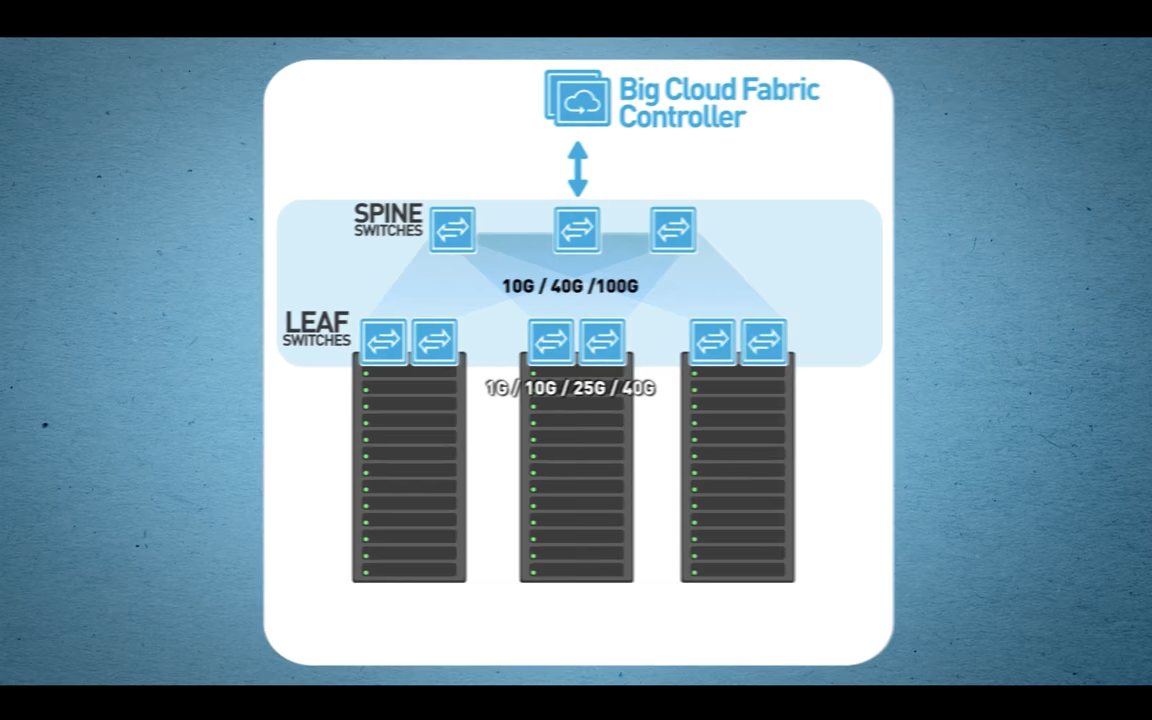 Big Cloud Fabric
Controller
SPINE
SWITCHES
10G / 40G /100G
LEAF
SWITCHES
1G / 10G / 25G / 40G